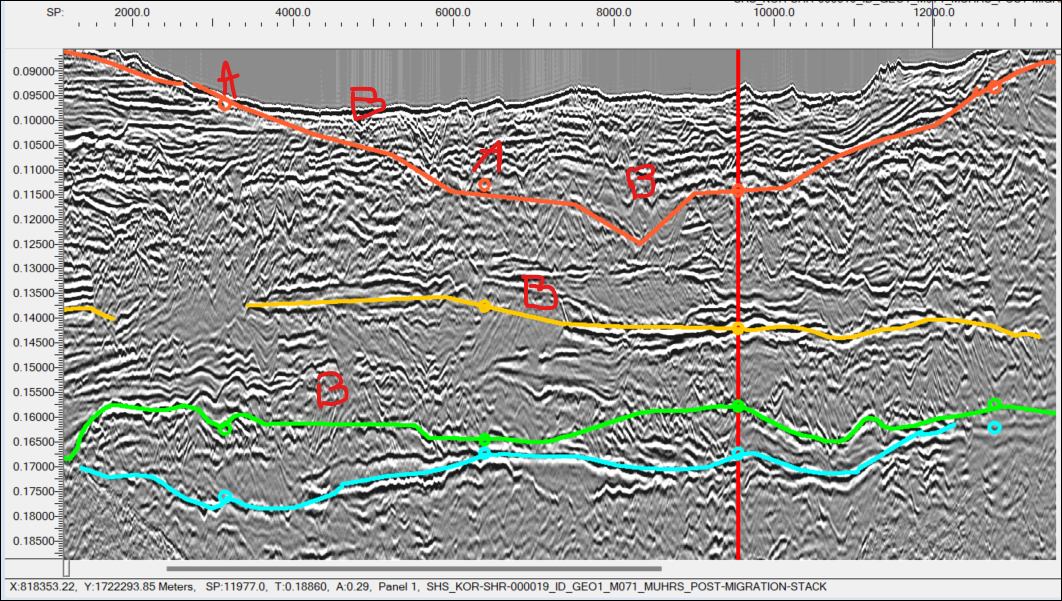 SP: 2000.0 4000.0 6000.0 8000.0 10000.0 12000.0
0.09000
0.09500
0.10000
0.10500
0.11000
0.11500
0.12000
0.12500
0.13000
0.13500
0.14000
0.14500
0.15000
0.15500
0.16000
0.16500
0.17000
0.17500
0.18000
0.18500
A
B
A
B
B
B
X:818353.22, Y:1722293.85 Meters, SP:11977.0, T:0.18860, A:0.29, Panel 1, SHS_KOR-SHR-000019_ID_GEO1_M071_MUHRS_POST-MIGRATION-STACK